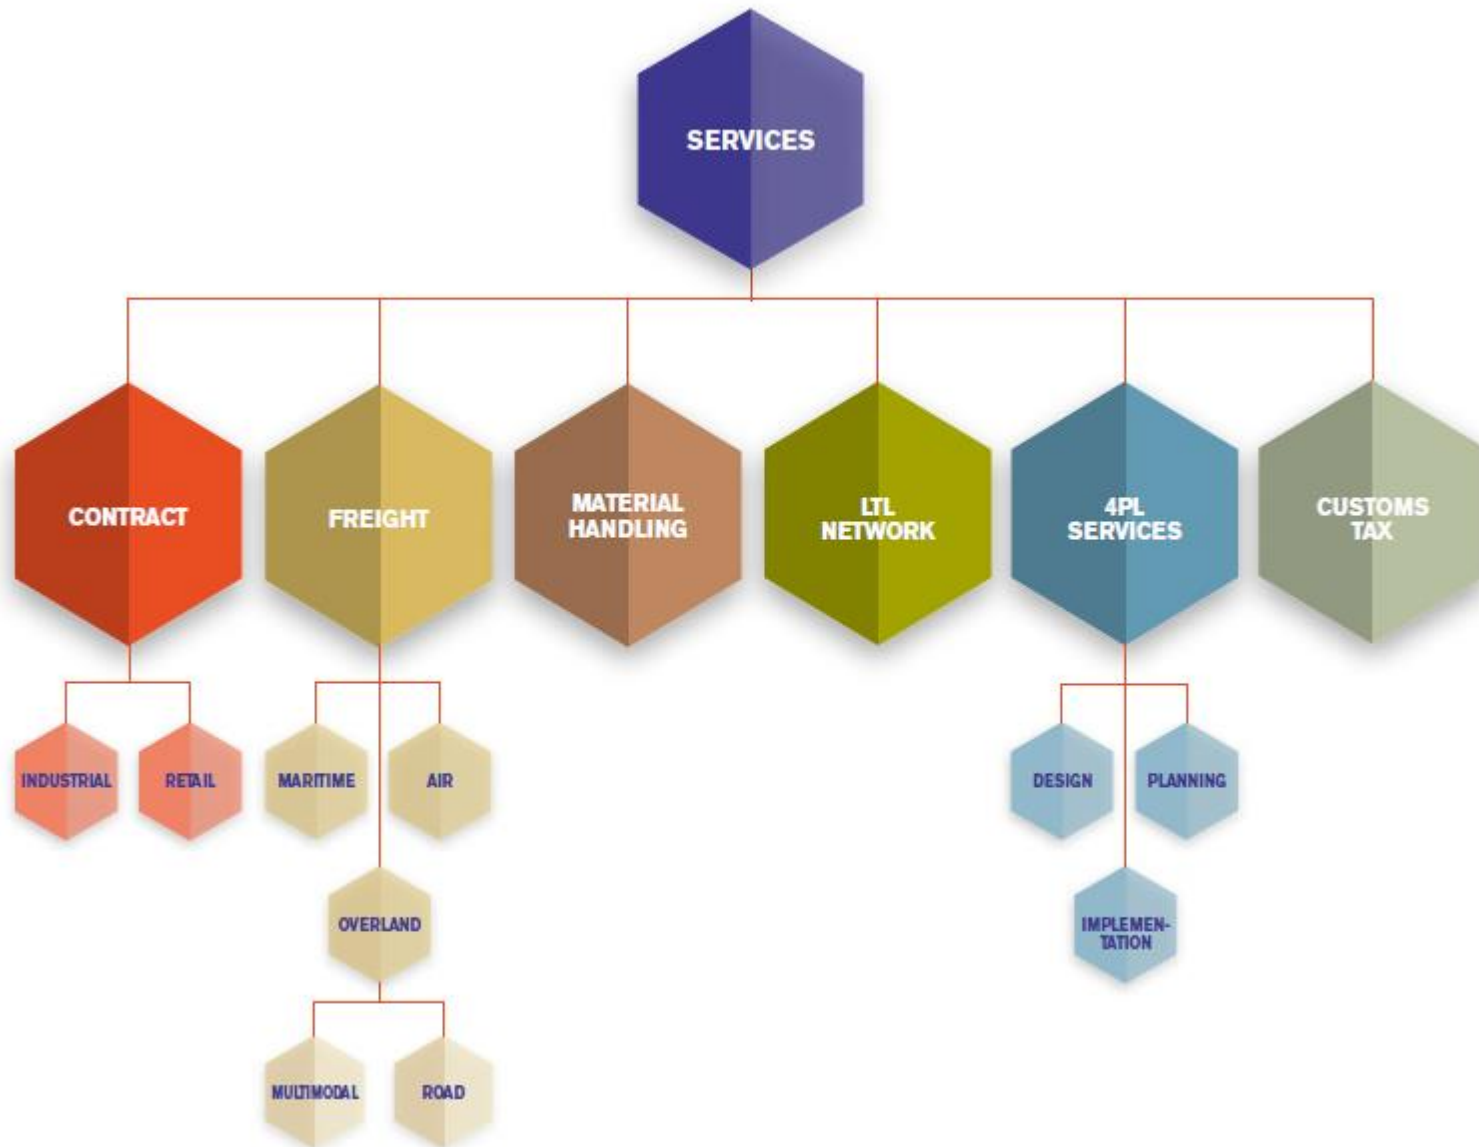 SERVICES
CONTRACT
FREIGHT
MATERIAL
HANDLING
LTL
NETWORK
4PL
SERVICES
CUSTOMS
TAX
INDUSTRIAL
RETAIL
MARITIME
AIR
DESIGN
PLANNING
OVERLAND
IMPLEMEN-
TATION
MULTIMODAL
ROAD